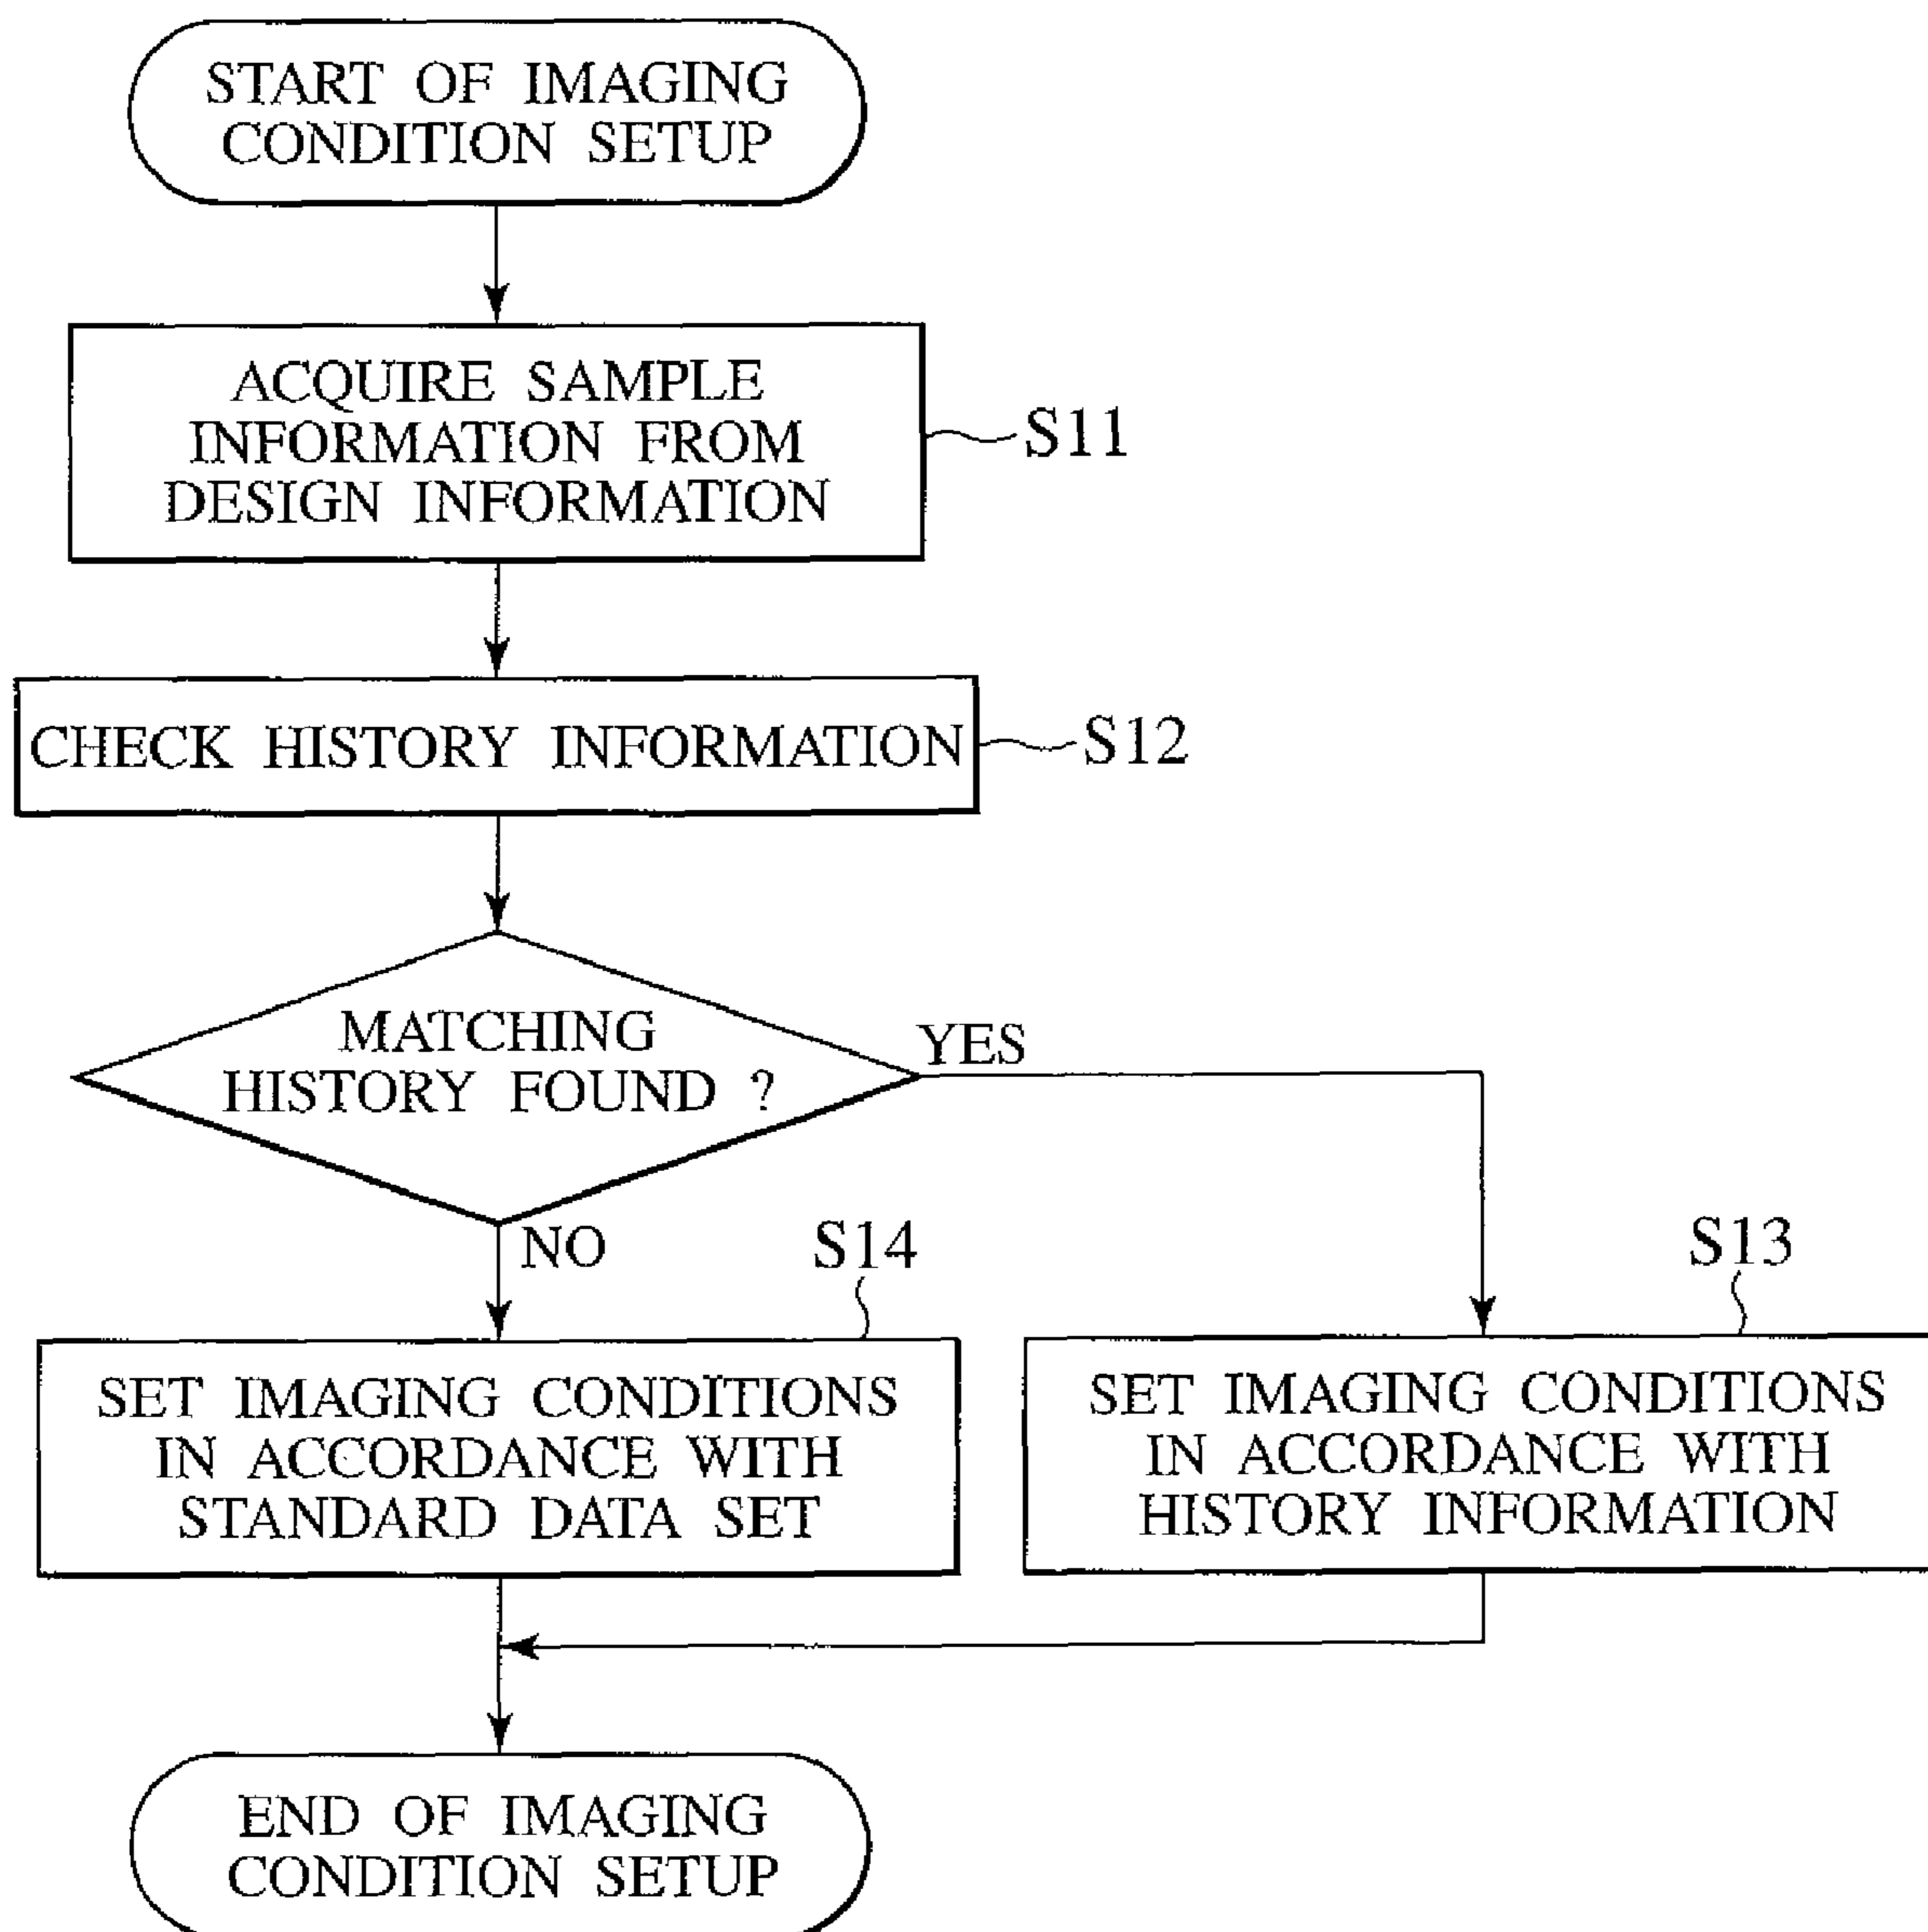 START OF IMAGING
CONDITION SETUP
ACQUIRE SAMPLE
INFORMATION FROM
DESIGN INFORMATION
S11
CHECK HISTORY INFORMATION
S12
MATCHING
HISTORY FOUND ?
YES
NO
S14
S13
SET IMAGING CONDITIONS
IN ACCORDANCE WITH
STANDARD DATA SET
SET IMAGING CONDITIONS
IN ACCORDANCE WITH
HISTORY INFORMATION
END OF IMAGING
CONDITION SETUP